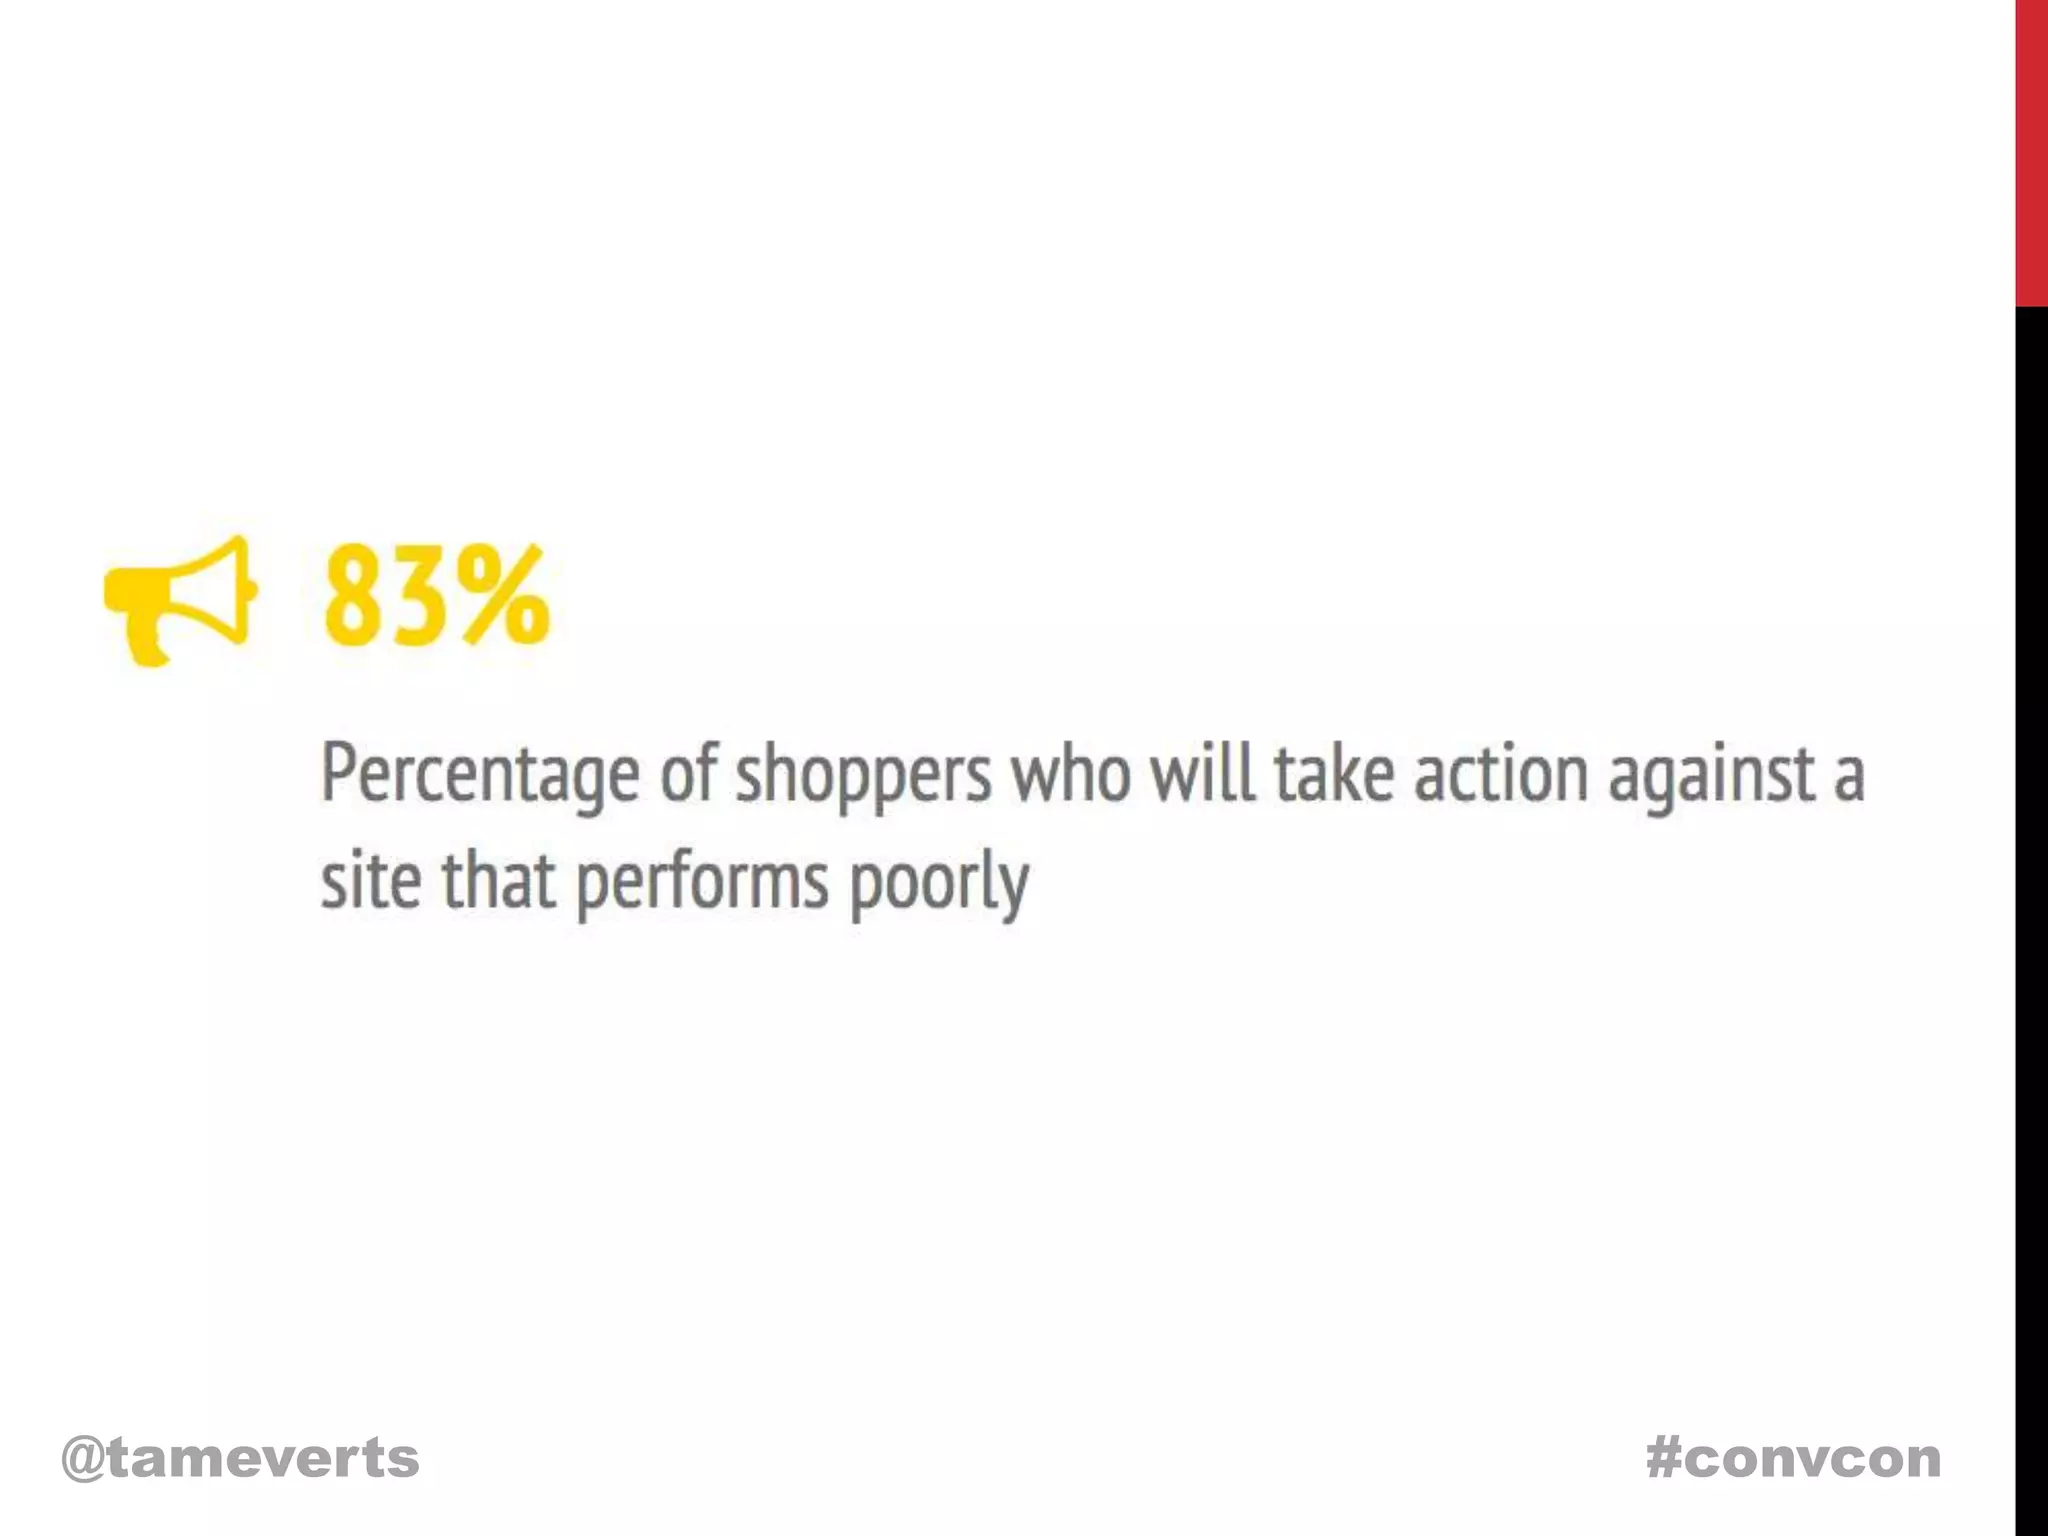 83%
Percentage of shoppers who will take action against a
site that performs poorly
@tameverts
#convcon